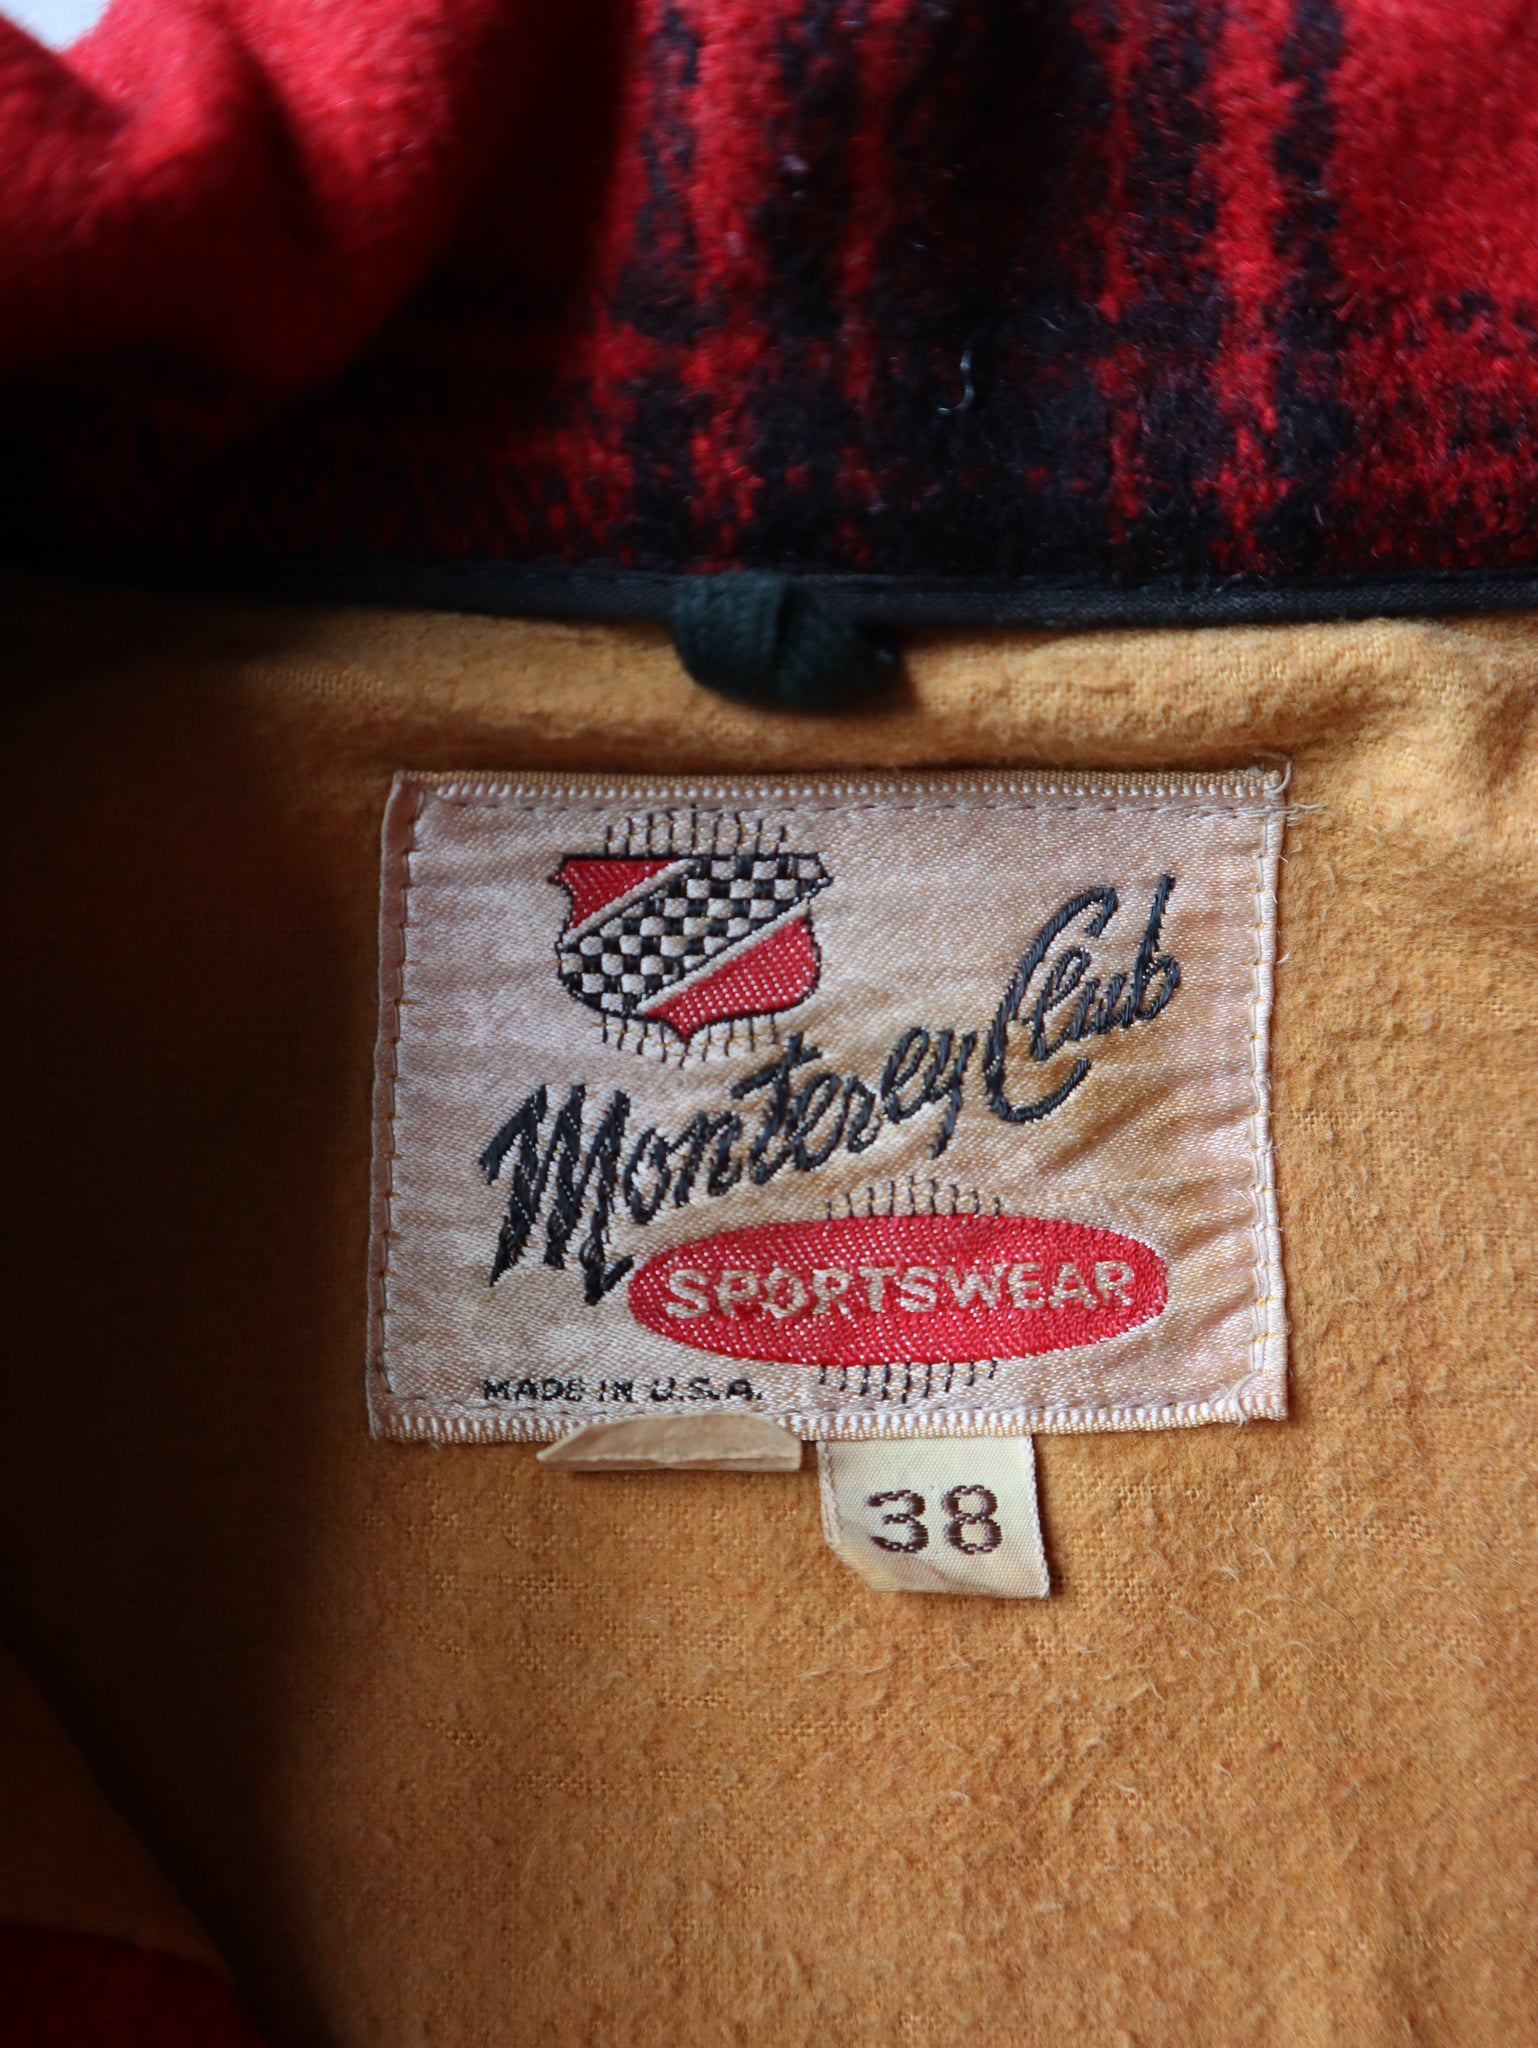 Monterey Club
SPORTSWEAR
MADE IN U.S.A.
38